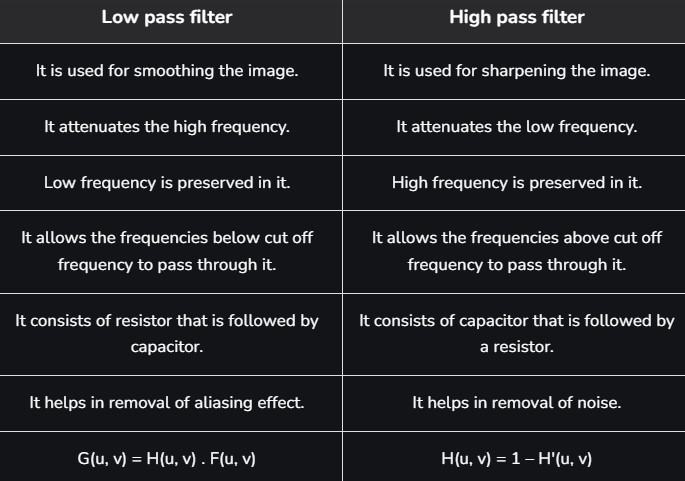 Low pass filter	High pass filter
It is used for smoothing the image.	It is used for sharpening the image.
It attenuates the high frequency.	It attenuates the low frequency.
Low frequency is preserved in it.	High frequency is preserved in it.
It allows the frequencies below cut off	It allows the frequencies above cut off
frequency to pass through it.	frequency to pass through it.
It consists of resistor that is followed by	It consists of capacitor that is followed by
capacitor.	a resistor.
It helps in removal of aliasing effect.	It helps in removal of noise.
G(u, v) = H(u, v) . F(u, v)	H(u, v) = 1 – H'(u, v)